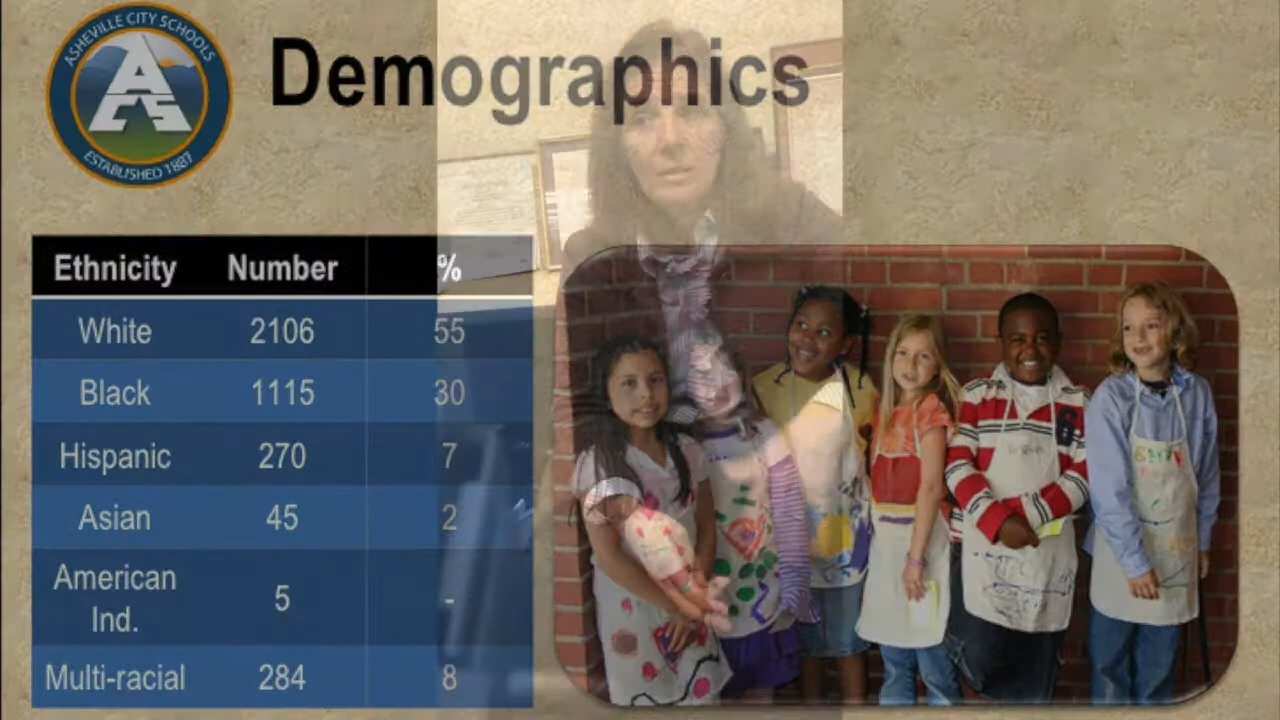 ASHEVILLE CITY SCHOOLS
ACS
ESTABLISHED 1887
Demographics
Ethnicity Number %
White 2106 55
Black 1115 30
Hispanic 270 7
Asian 45 2
American
Ind. 5 -
Multi-racial 284 8